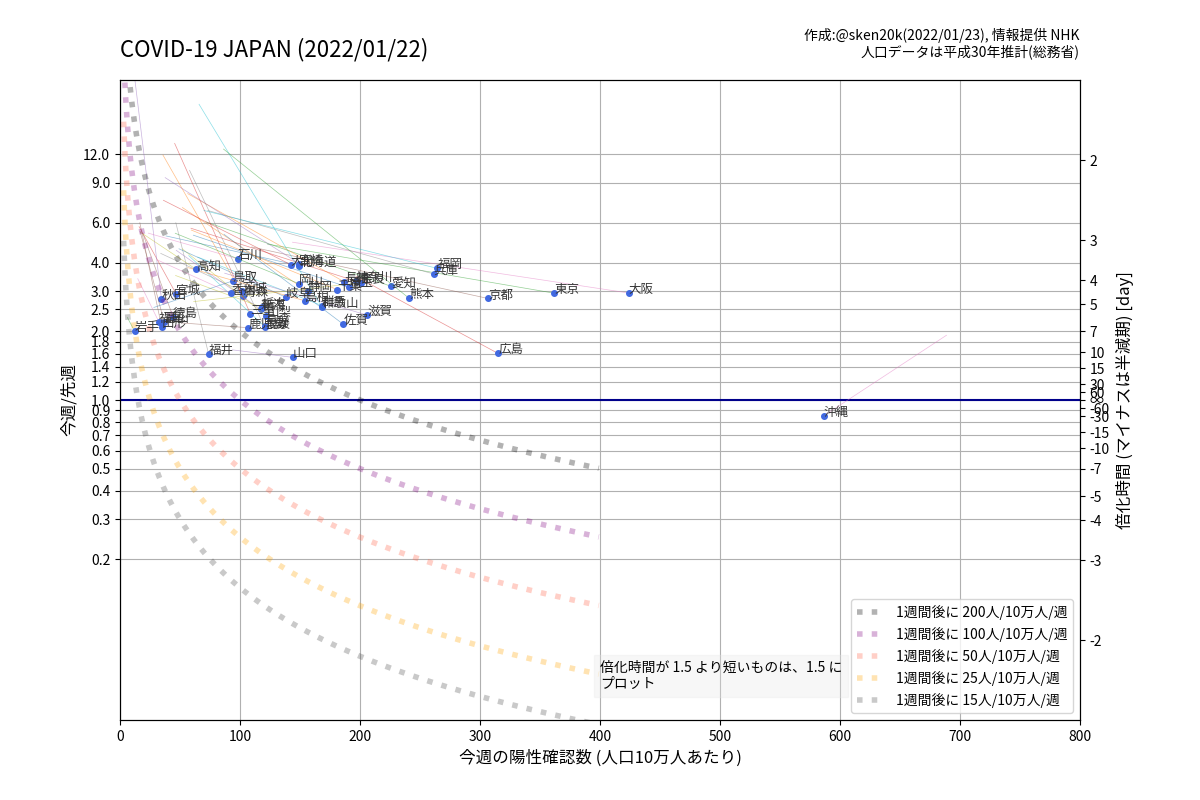 COVID-19 JAPAN (2022/01/22)
作成:@sken20k(2022/01/23), 情報提供 NHK
人口データは平成30年推計(総務省)
今週/先週
12.0
9.0
6.0
4.0
3.0
2.5
2.0
1.8
1.6
1.4
1.2
1.0
0.9
0.8
0.7
0.6
0.5
0.4
0.3
0.2
石川
高知
鳥取
宮城
秋田
徳島
岩手
福井
山口
北海道
岡山
静岡
岐阜
島根
佐賀
滋賀
熊本
愛知
福岡
兵庫
京都
東京
大阪
広島
沖縄
2
3
4
5
7
10
15
30
60
∞
-60
-30
-15
-10
-7
-5
-4
-3
-2
倍化時間 (マイナスは半減期) [day]
倍化時間が 1.5 より短いものは、1.5 に
プロット
1週間後に 200人/10万人/週
1週間後に 100人/10万人/週
1週間後に 50人/10万人/週
1週間後に 25人/10万人/週
1週間後に 15人/10万人/週
0 100 200 300 400 500 600 700 800
今週の陽性確認数 (人口10万人あたり)